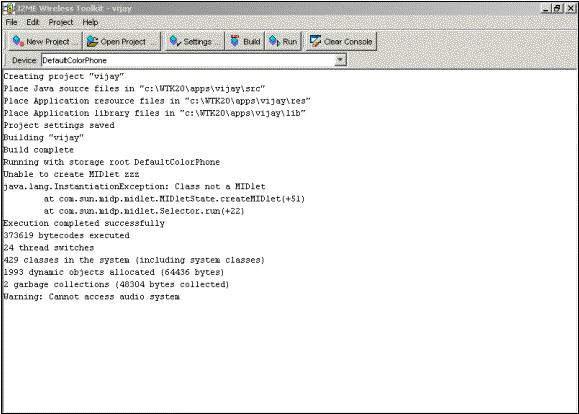 J2ME Wireless Toolkit - vijay
File Edit Project Help
New Project ... Open Project ... Settings ... Build Run Clear Console
Device: DefaultColorPhone
Creating project "vijay"
Place Java source files in "c:\WTK20\apps\vijay\src"
Place Application resource files in "c:\WTK20\apps\vijay\res"
Place Application library files in "c:\WTK20\apps\vijay\lib"
Project settings saved
Building "vijay"
Build complete
Running with storage root DefaultColorPhone
Unable to create MIDlet zzz
java.lang.InstantiationException: Class not a MIDlet
at com.sun.midp.midlet.MIDletState.createMIDlet(+51)
at com.sun.midp.midlet.Selector.run(+22)
Execution completed successfully
373619 bytecodes executed
24 thread switches
429 classes in the system (including system classes)
1993 dynamic objects allocated (64436 bytes)
2 garbage collections (48304 bytes collected)
Warning: Cannot access audio system